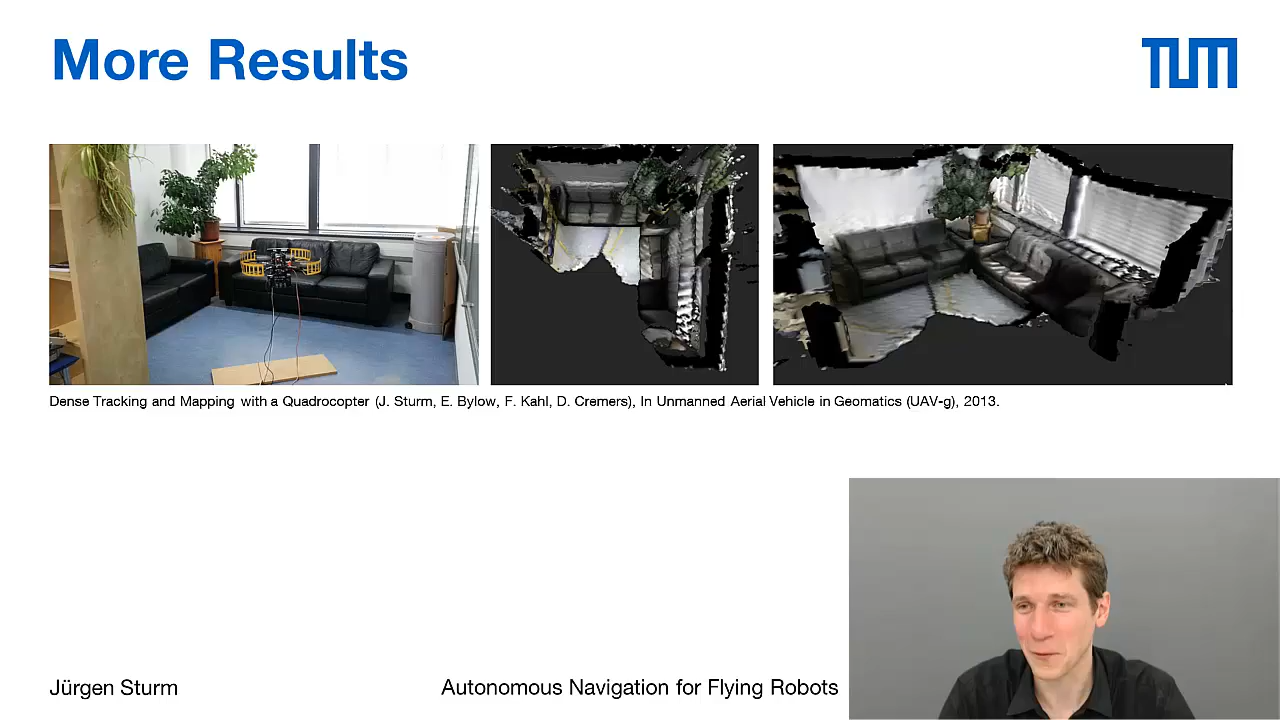 More Results
TUM
Dense Tracking and Mapping with a Quadrocopter (J. Sturm, E. Bylow, F. Kahl, D. Cremers), In Unmanned Aerial Vehicle in Geomatics (UAV-g), 2013.
Jürgen Sturm
Autonomous Navigation for Flying Robots